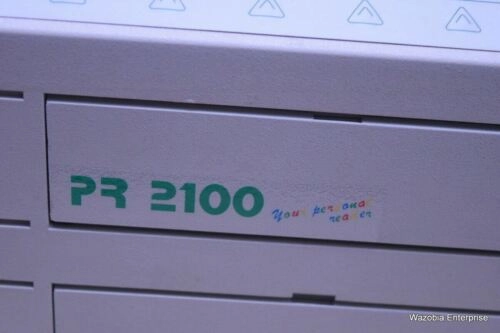 PR 2100
Your personal
reader
Wazobia Enterprise